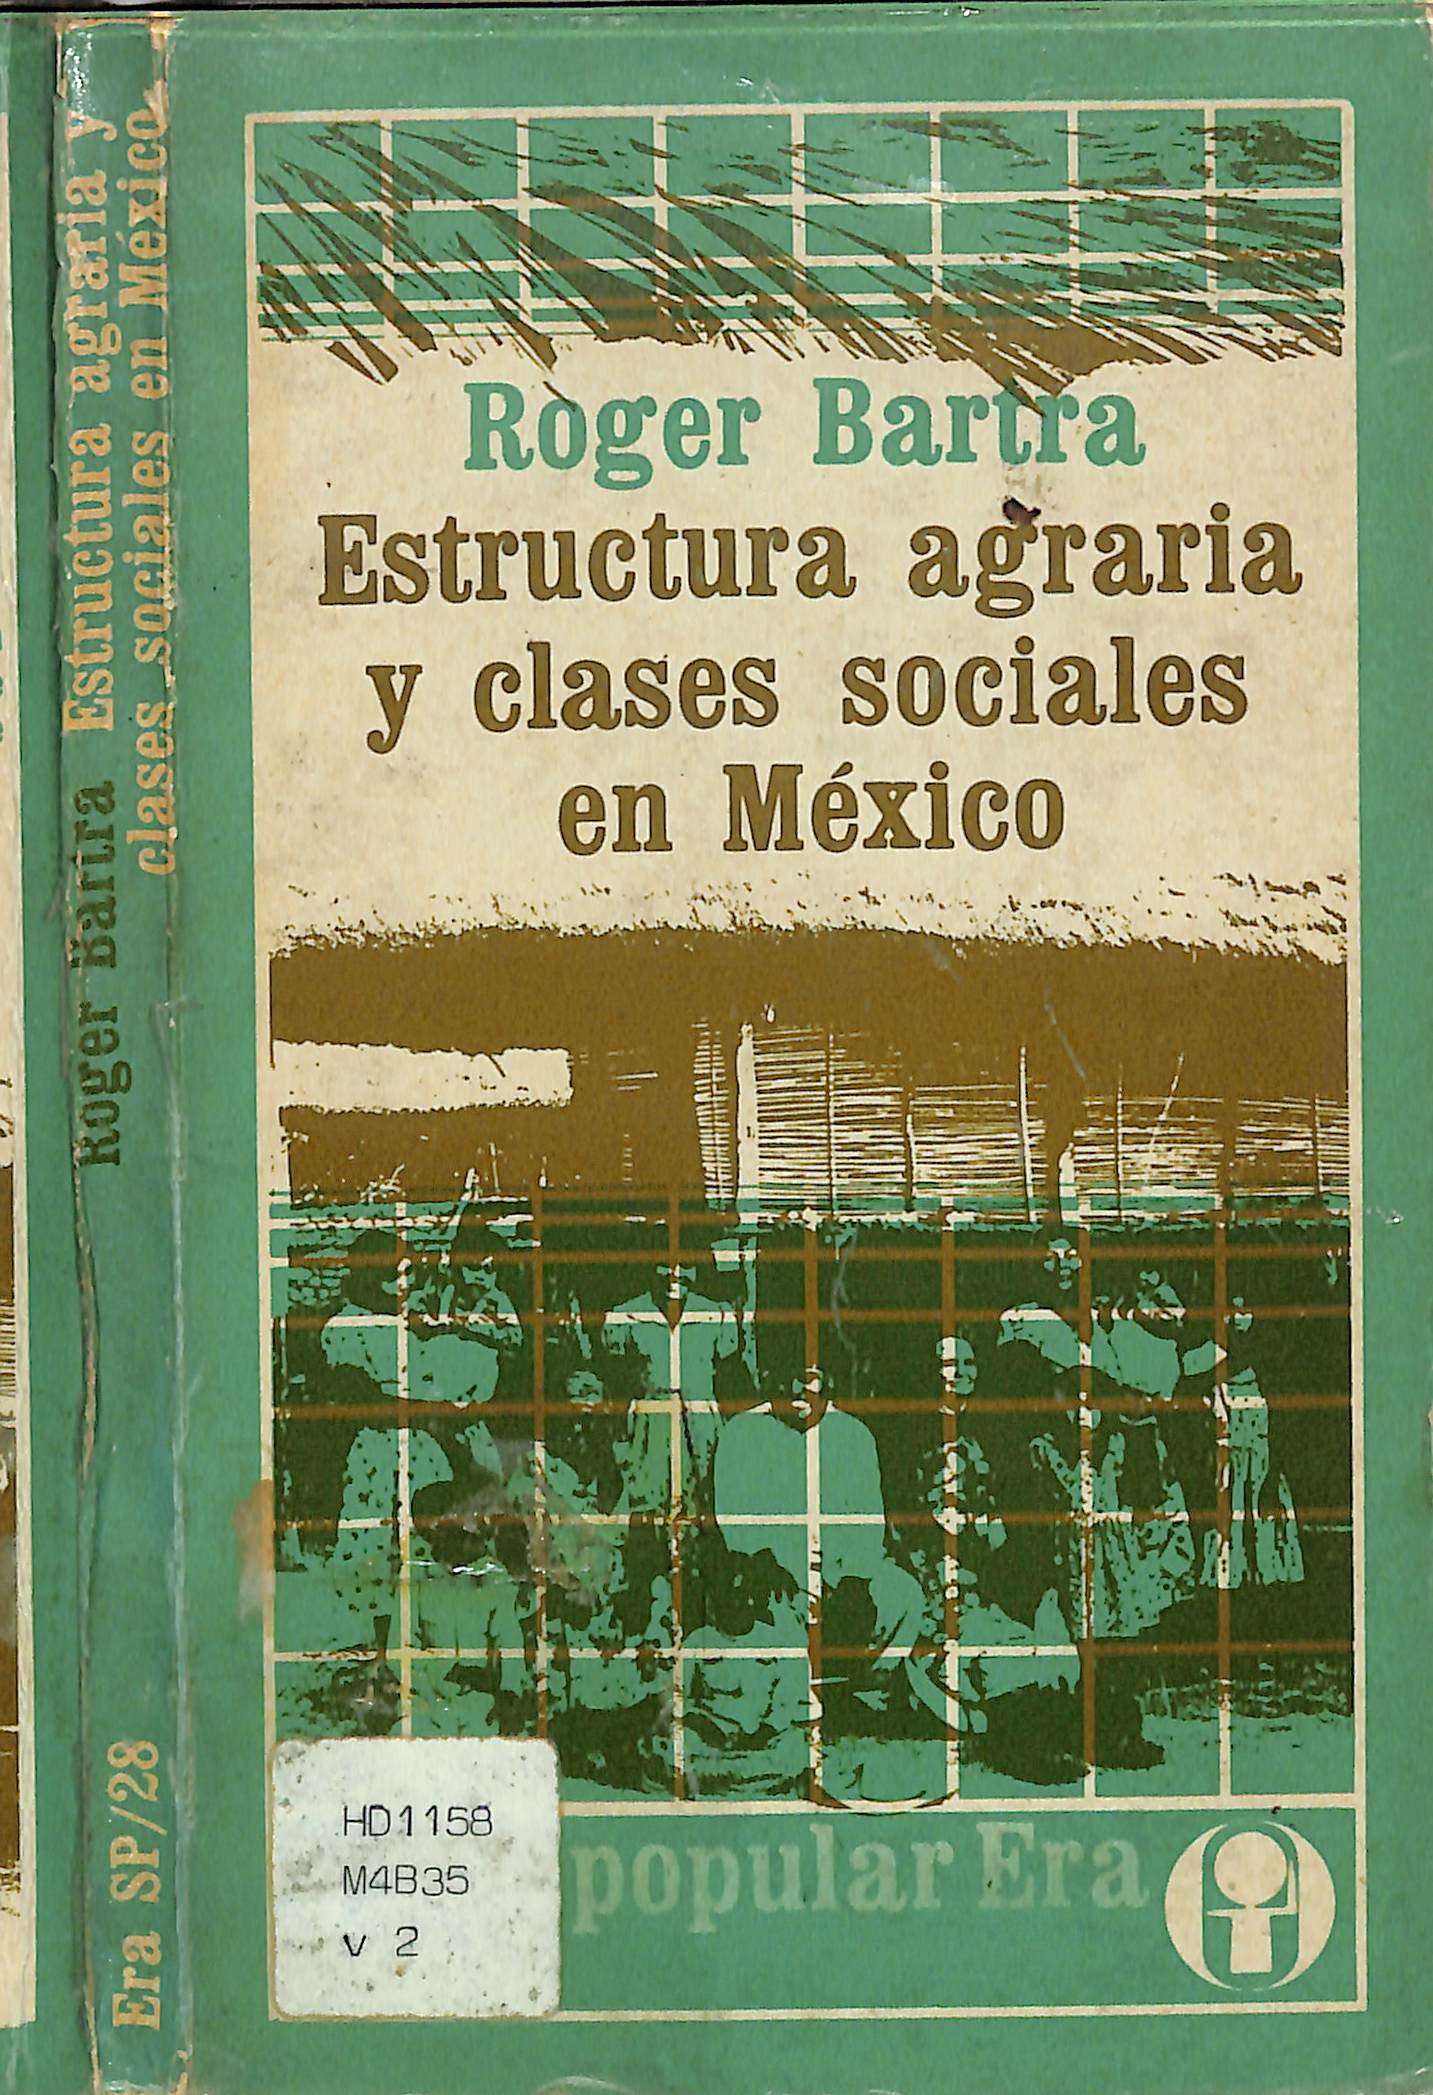 Roger Bartra Estructura agraria y
clases sociales en México
Era SP/28
Roger Bartra
Estructura agraria
y clases sociales
en México
popular Era
HD1158
M4B35
v 2